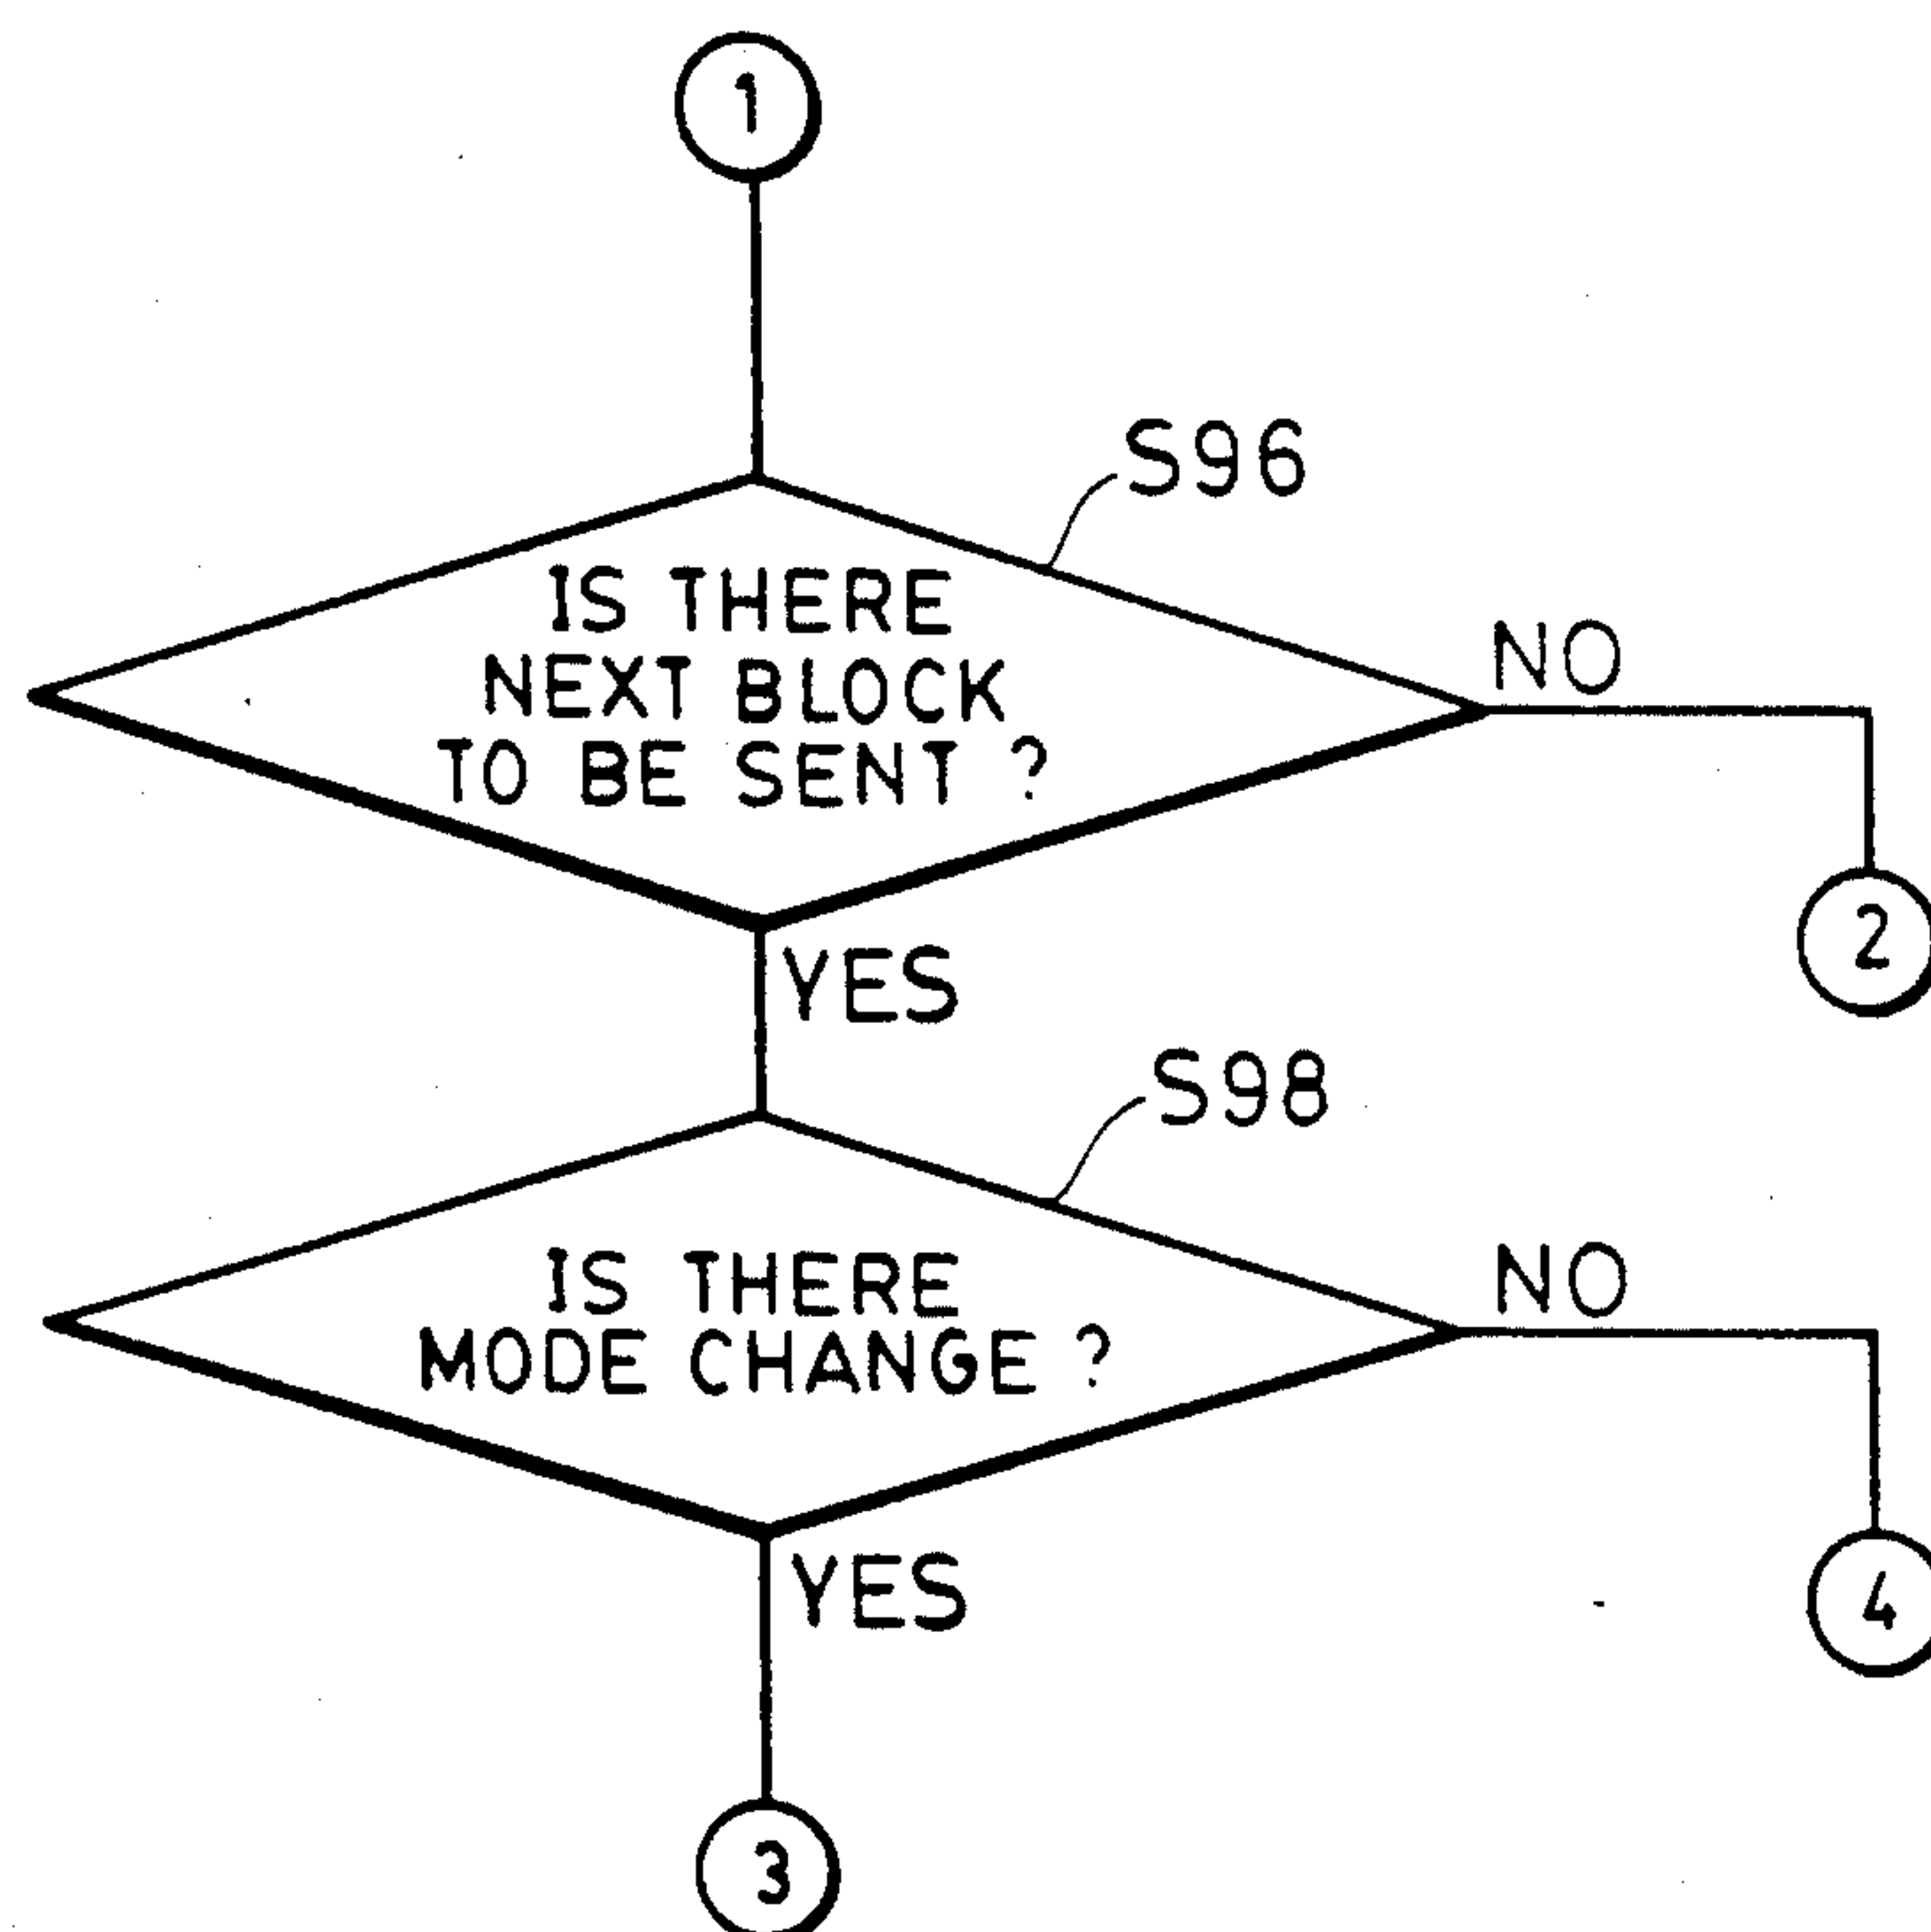 1
S96
IS THERE
NEXT BLOCK
TO BE SENT ?
NO
2
YES
S98
IS THERE
MODE CHANGE ?
NO
4
YES
3